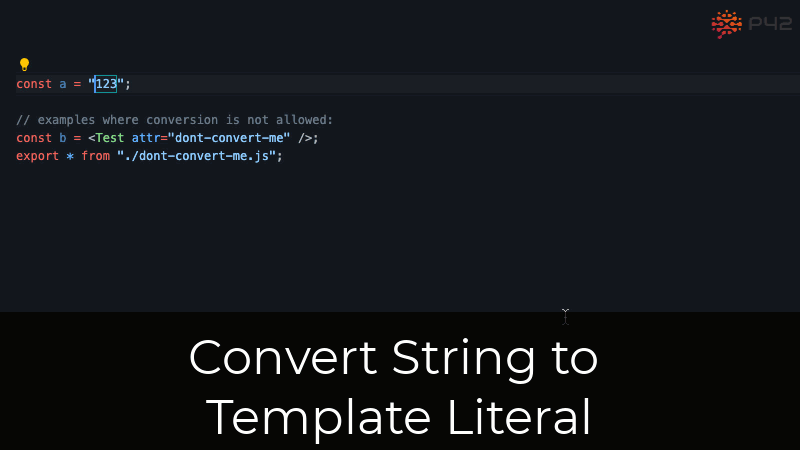 P42
const a = "123";
// examples where conversion is not allowed:
const b = <Test attr="dont-convert-me" />;
export * from "./dont-convert-me.js";
Convert String to
Template Literal